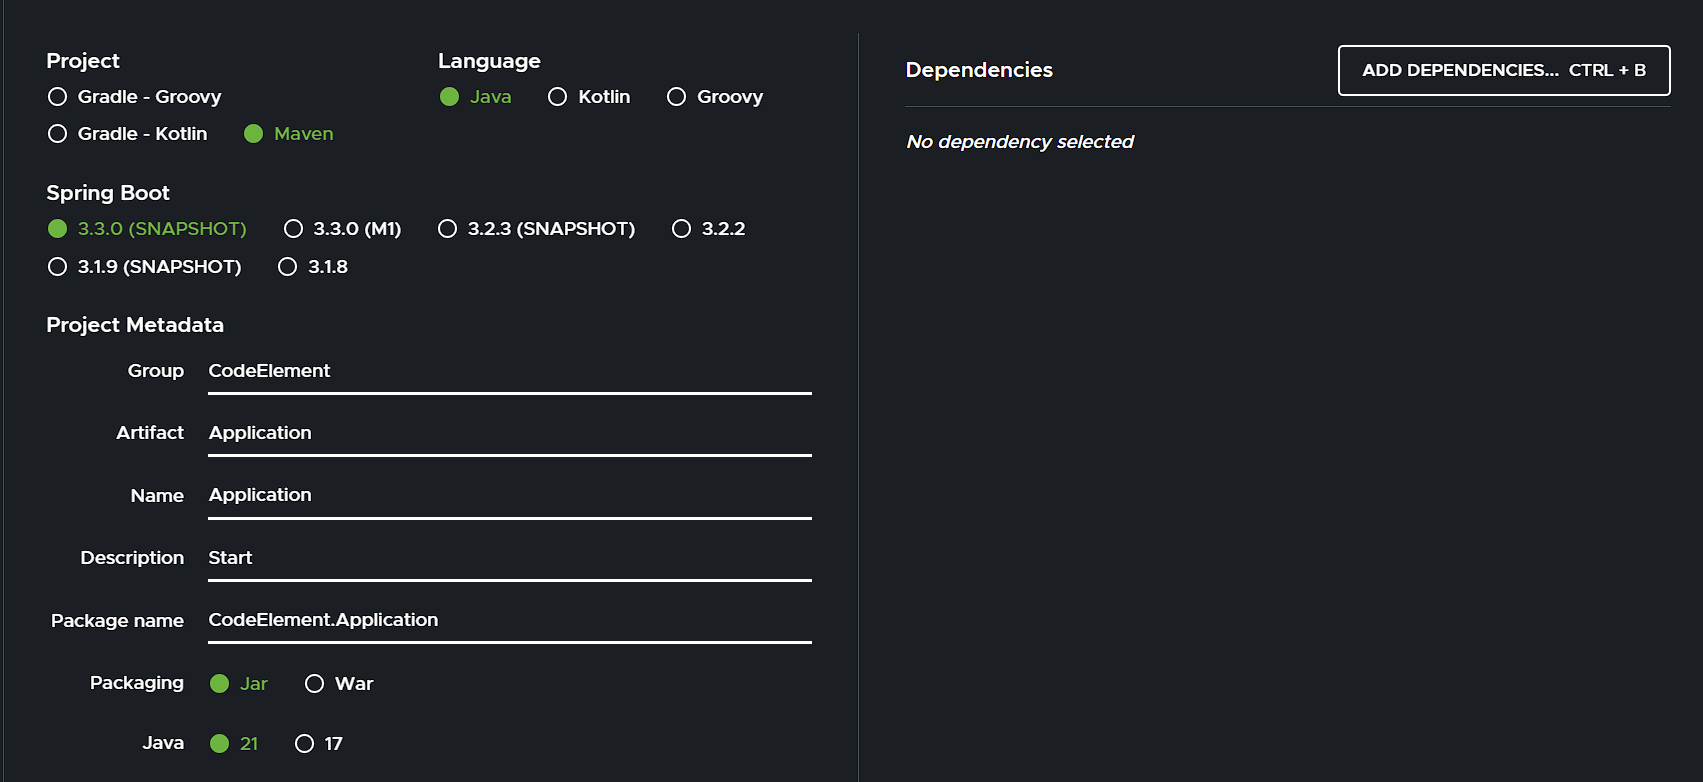 Project
Gradle - Groovy
Gradle - Kotlin Maven
Language
Java Kotlin Groovy
Spring Boot
3.3.0 (SNAPSHOT) 3.3.0 (M1) 3.2.3 (SNAPSHOT) 3.2.2
3.1.9 (SNAPSHOT) 3.1.8
Project Metadata
Group CodeElement
Artifact Application
Name Application
Description Start
Package name CodeElement.Application
Packaging Jar War
Java 21 17
Dependencies
ADD DEPENDENCIES... CTRL + B
No dependency selected